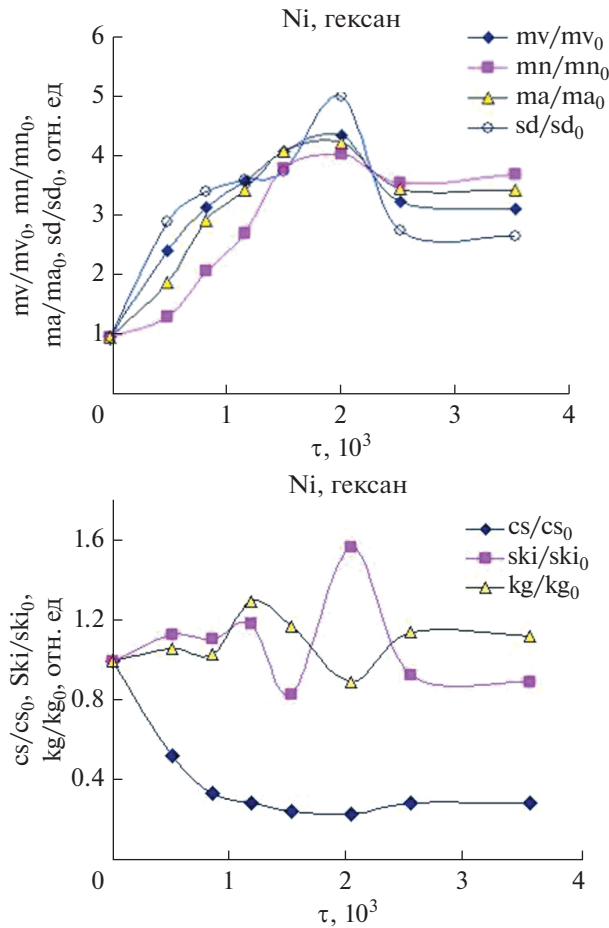 Ni, гексан
mv/mv₀
mn/mn₀
ma/ma₀
sd/sd₀
mv/mv₀, mn/mn₀,
ma/ma₀, sd/sd₀, отн. ед
6
5
4
3
2
1
0
1
2
3
4
τ, 10³
Ni, гексан
cs/cs₀
ski/ski₀
kg/kg₀
cs/cs₀, Ski/ski₀,
kg/kg₀, отн. ед
1.6
1.2
0.8
0.4
0
1
2
3
4
τ, 10³